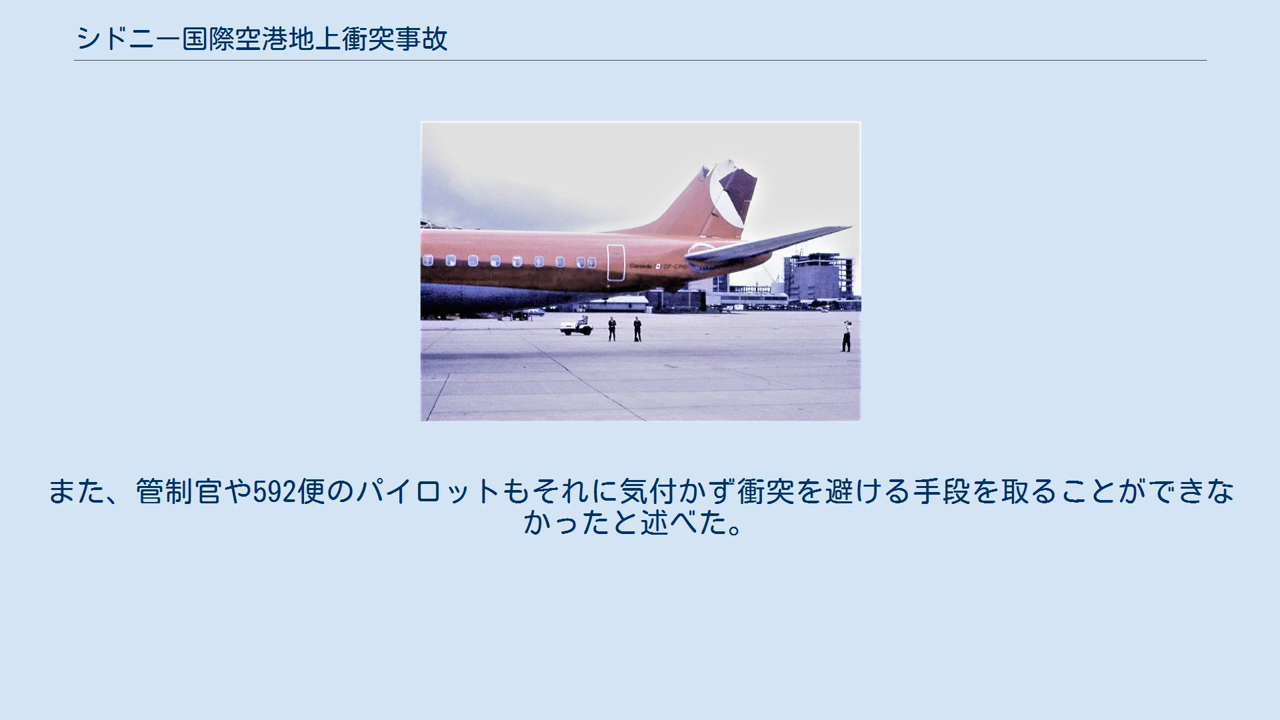 シドニー国際空港地上衝突事故
また、管制官や592便のパイロットもそれに気付かず衝突を避ける手段を取ることができな
かったと述べた。